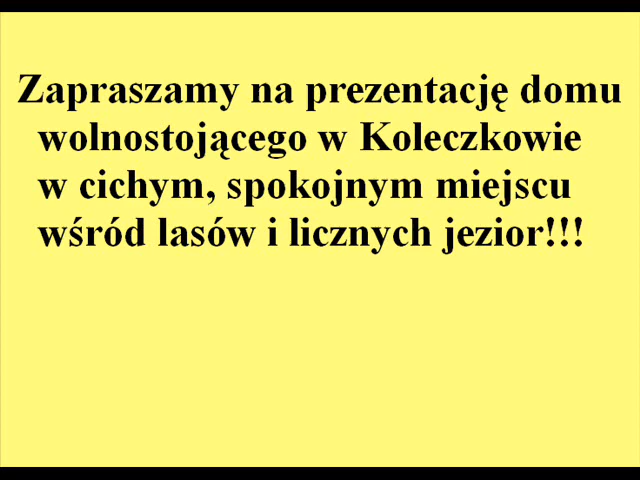 Zapraszamy na prezentację domu
wolnostojącego w Koleczkowie
w cichym, spokojnym miejscu
wśród lasów i licznych jezior!!!